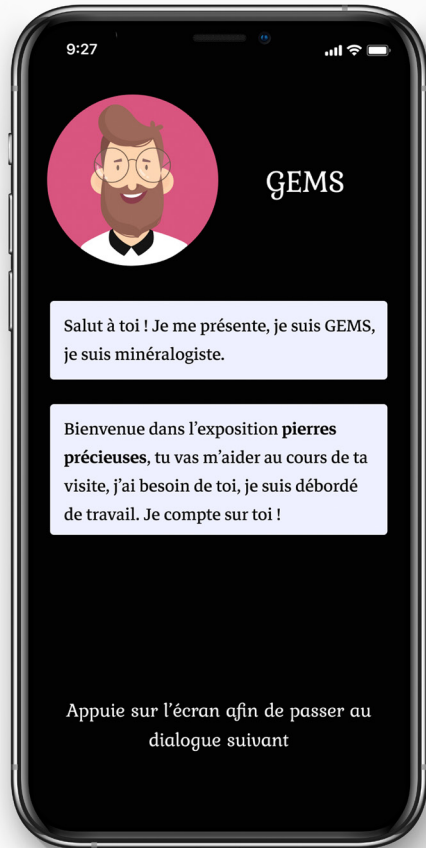 9:27
GEMS
Salut à toi ! Je me présente, je suis GEMS,
je suis minéralogiste.
Bienvenue dans l’exposition pierres
précieuses, tu vas m’aider au cours de ta
visite, j’ai besoin de toi, je suis débordé
de travail. Je compte sur toi !
Appuie sur l’écran afin de passer au
dialogue suivant